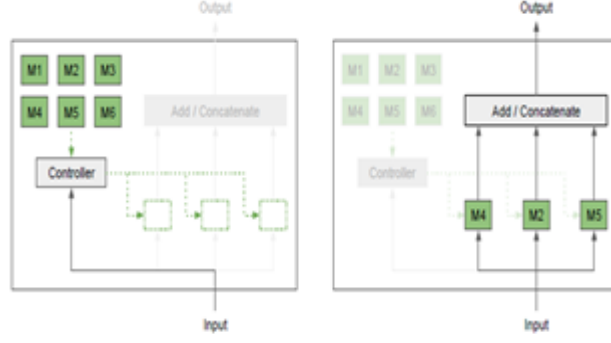 Output
M1 M2 M3
M4 M5 M6
Add / Concatenate
Controller
Input
Output
M1 M2 M3
M4 M5 M6
Add / Concatenate
Controller
M4 M2 M5
Input